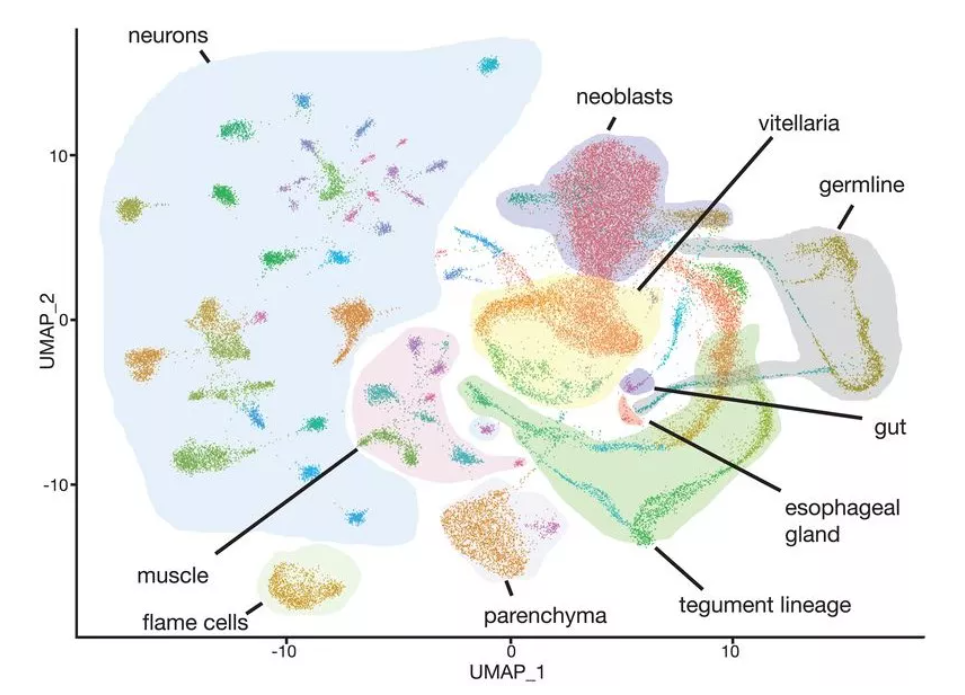 neurons
neoblasts
vitellaria
germline
10
0
-10
UMAP_2
gut
esophageal
gland
muscle
flame cells
parenchyma
tegument lineage
-10
0
10
UMAP_1